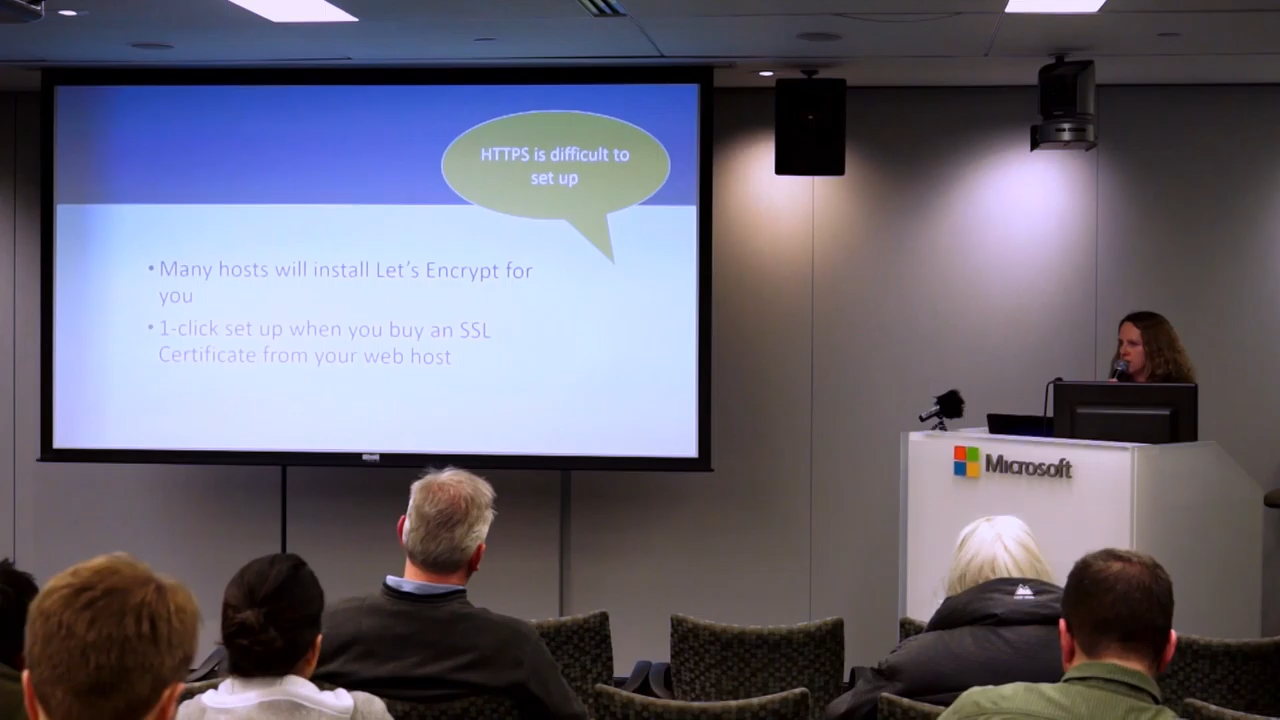 HTTPS is difficult to
set up
• Many hosts will install Let's Encrypt for
you
• 1-click set up when you buy an SSL
Certificate from your web host
Microsoft